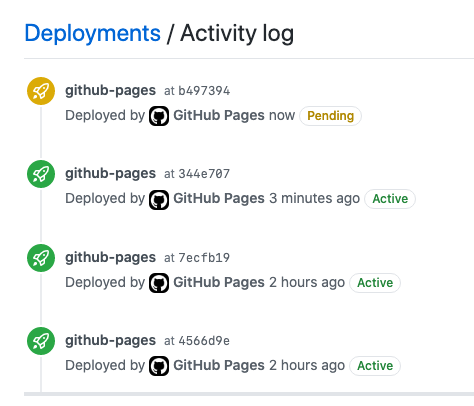 Deployments / Activity log
github-pages at b497394
Deployed by GitHub Pages now Pending
github-pages at 344e707
Deployed by GitHub Pages 3 minutes ago Active
github-pages at 7ecfb19
Deployed by GitHub Pages 2 hours ago Active
github-pages at 4566d9e
Deployed by GitHub Pages 2 hours ago Active